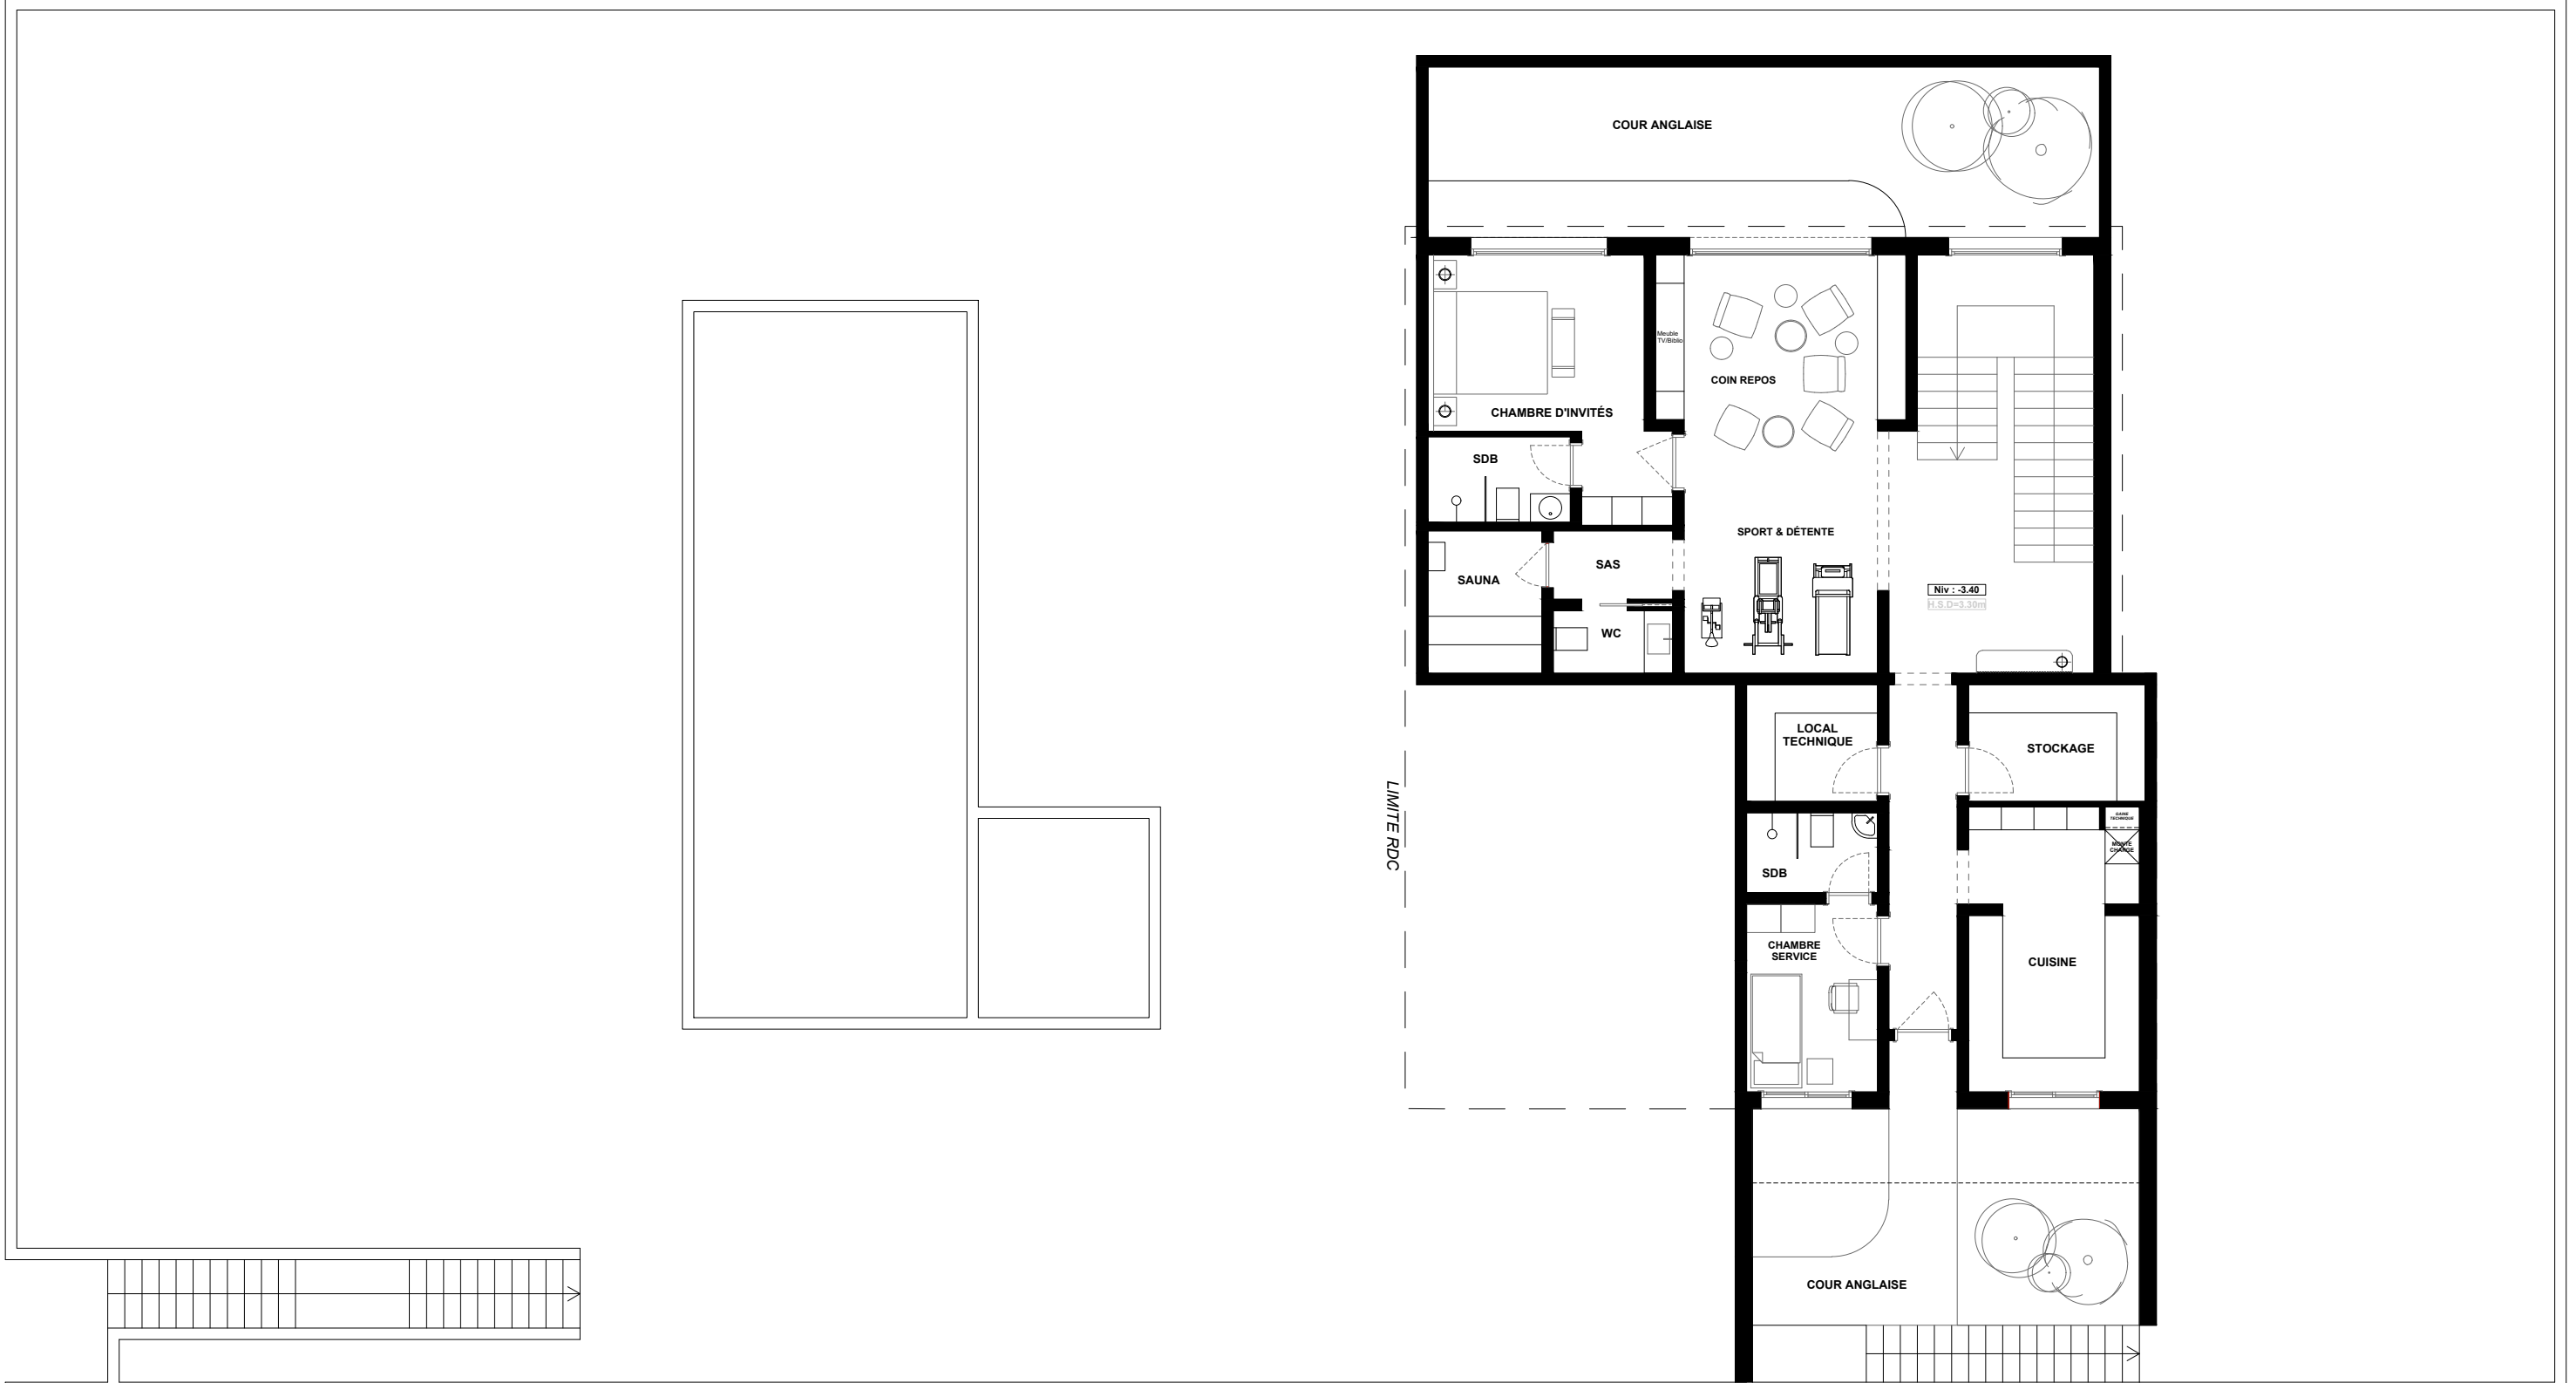 COUR ANGLAISE
Meuble
TV/Biblio
COIN REPOS
CHAMBRE D'INVITÉS
SDB
SPORT & DÉTENTE
SAS
SAUNA
Niv : -3.40
H.S.D=3.30m
WC
LOCAL
TECHNIQUE
STOCKAGE
LIMITE RDC
GAINE
TECHNIQUE
MONTE
CHARGE
SDB
CHAMBRE
SERVICE
CUISINE
COUR ANGLAISE